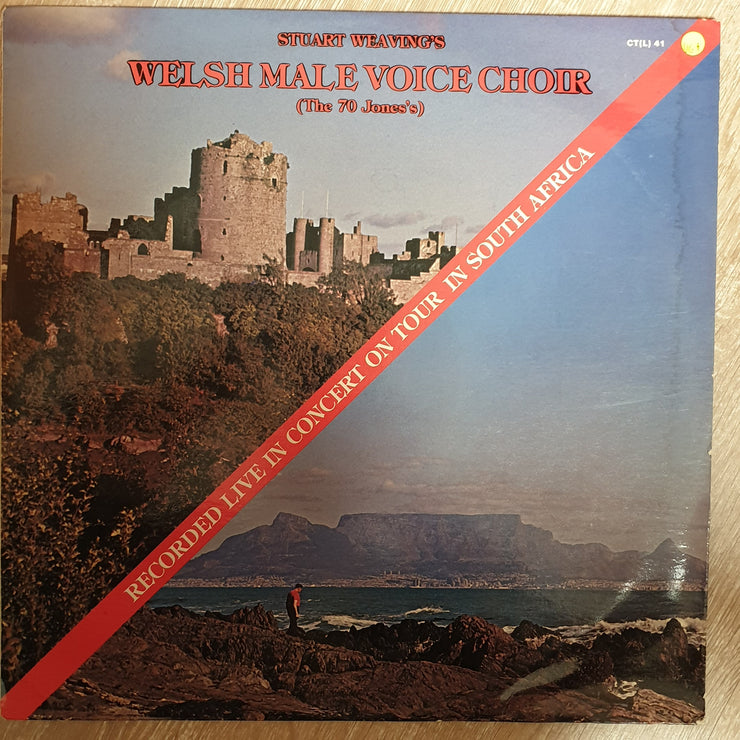 STUART WEAVING'S
CT(L) 41
WELSH MALE VOICE CHOIR
(The 70 Jones's)
RECORDED LIVE IN CONCERT ON TOUR IN SOUTH AFRICA